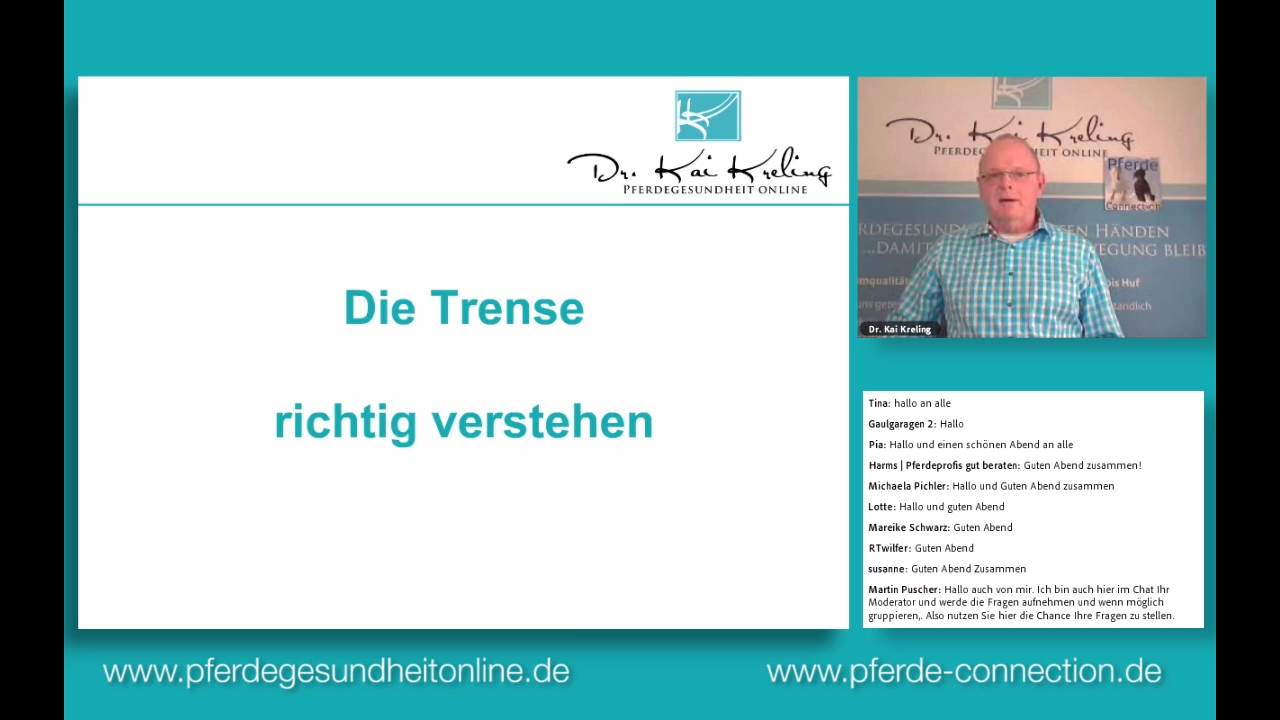 Dr. Kai Kreling
PFERDEGESUNDHEIT ONLINE
Die Trense
richtig verstehen
Dr. Kai Kreling
Pferde
Connection
HÄNDEN
...DAMIT
Dr. Kai Kreling
Tina: hallo an alle
Gaulgaragen 2: Hallo
Pia: Hallo und einen schönen Abend an alle
Harms | Pferdeprofis gut beraten: Guten Abend zusammen!
Michaela Pichler: Hallo und Guten Abend zusammen
Lotte: Hallo und guten Abend
Mareike Schwarz: Guten Abend
RTwilfer: Guten Abend
susanne: Guten Abend Zusammen
Martin Puscher: Hallo auch von mir. Ich bin auch hier im Chat Ihr
Moderator und werde die Fragen aufnehmen und wenn möglich
gruppieren,. Also nutzen Sie hier die Chance Ihre Fragen zu stellen.
www.pferdegesundheitonline.de
www.pferde-connection.de